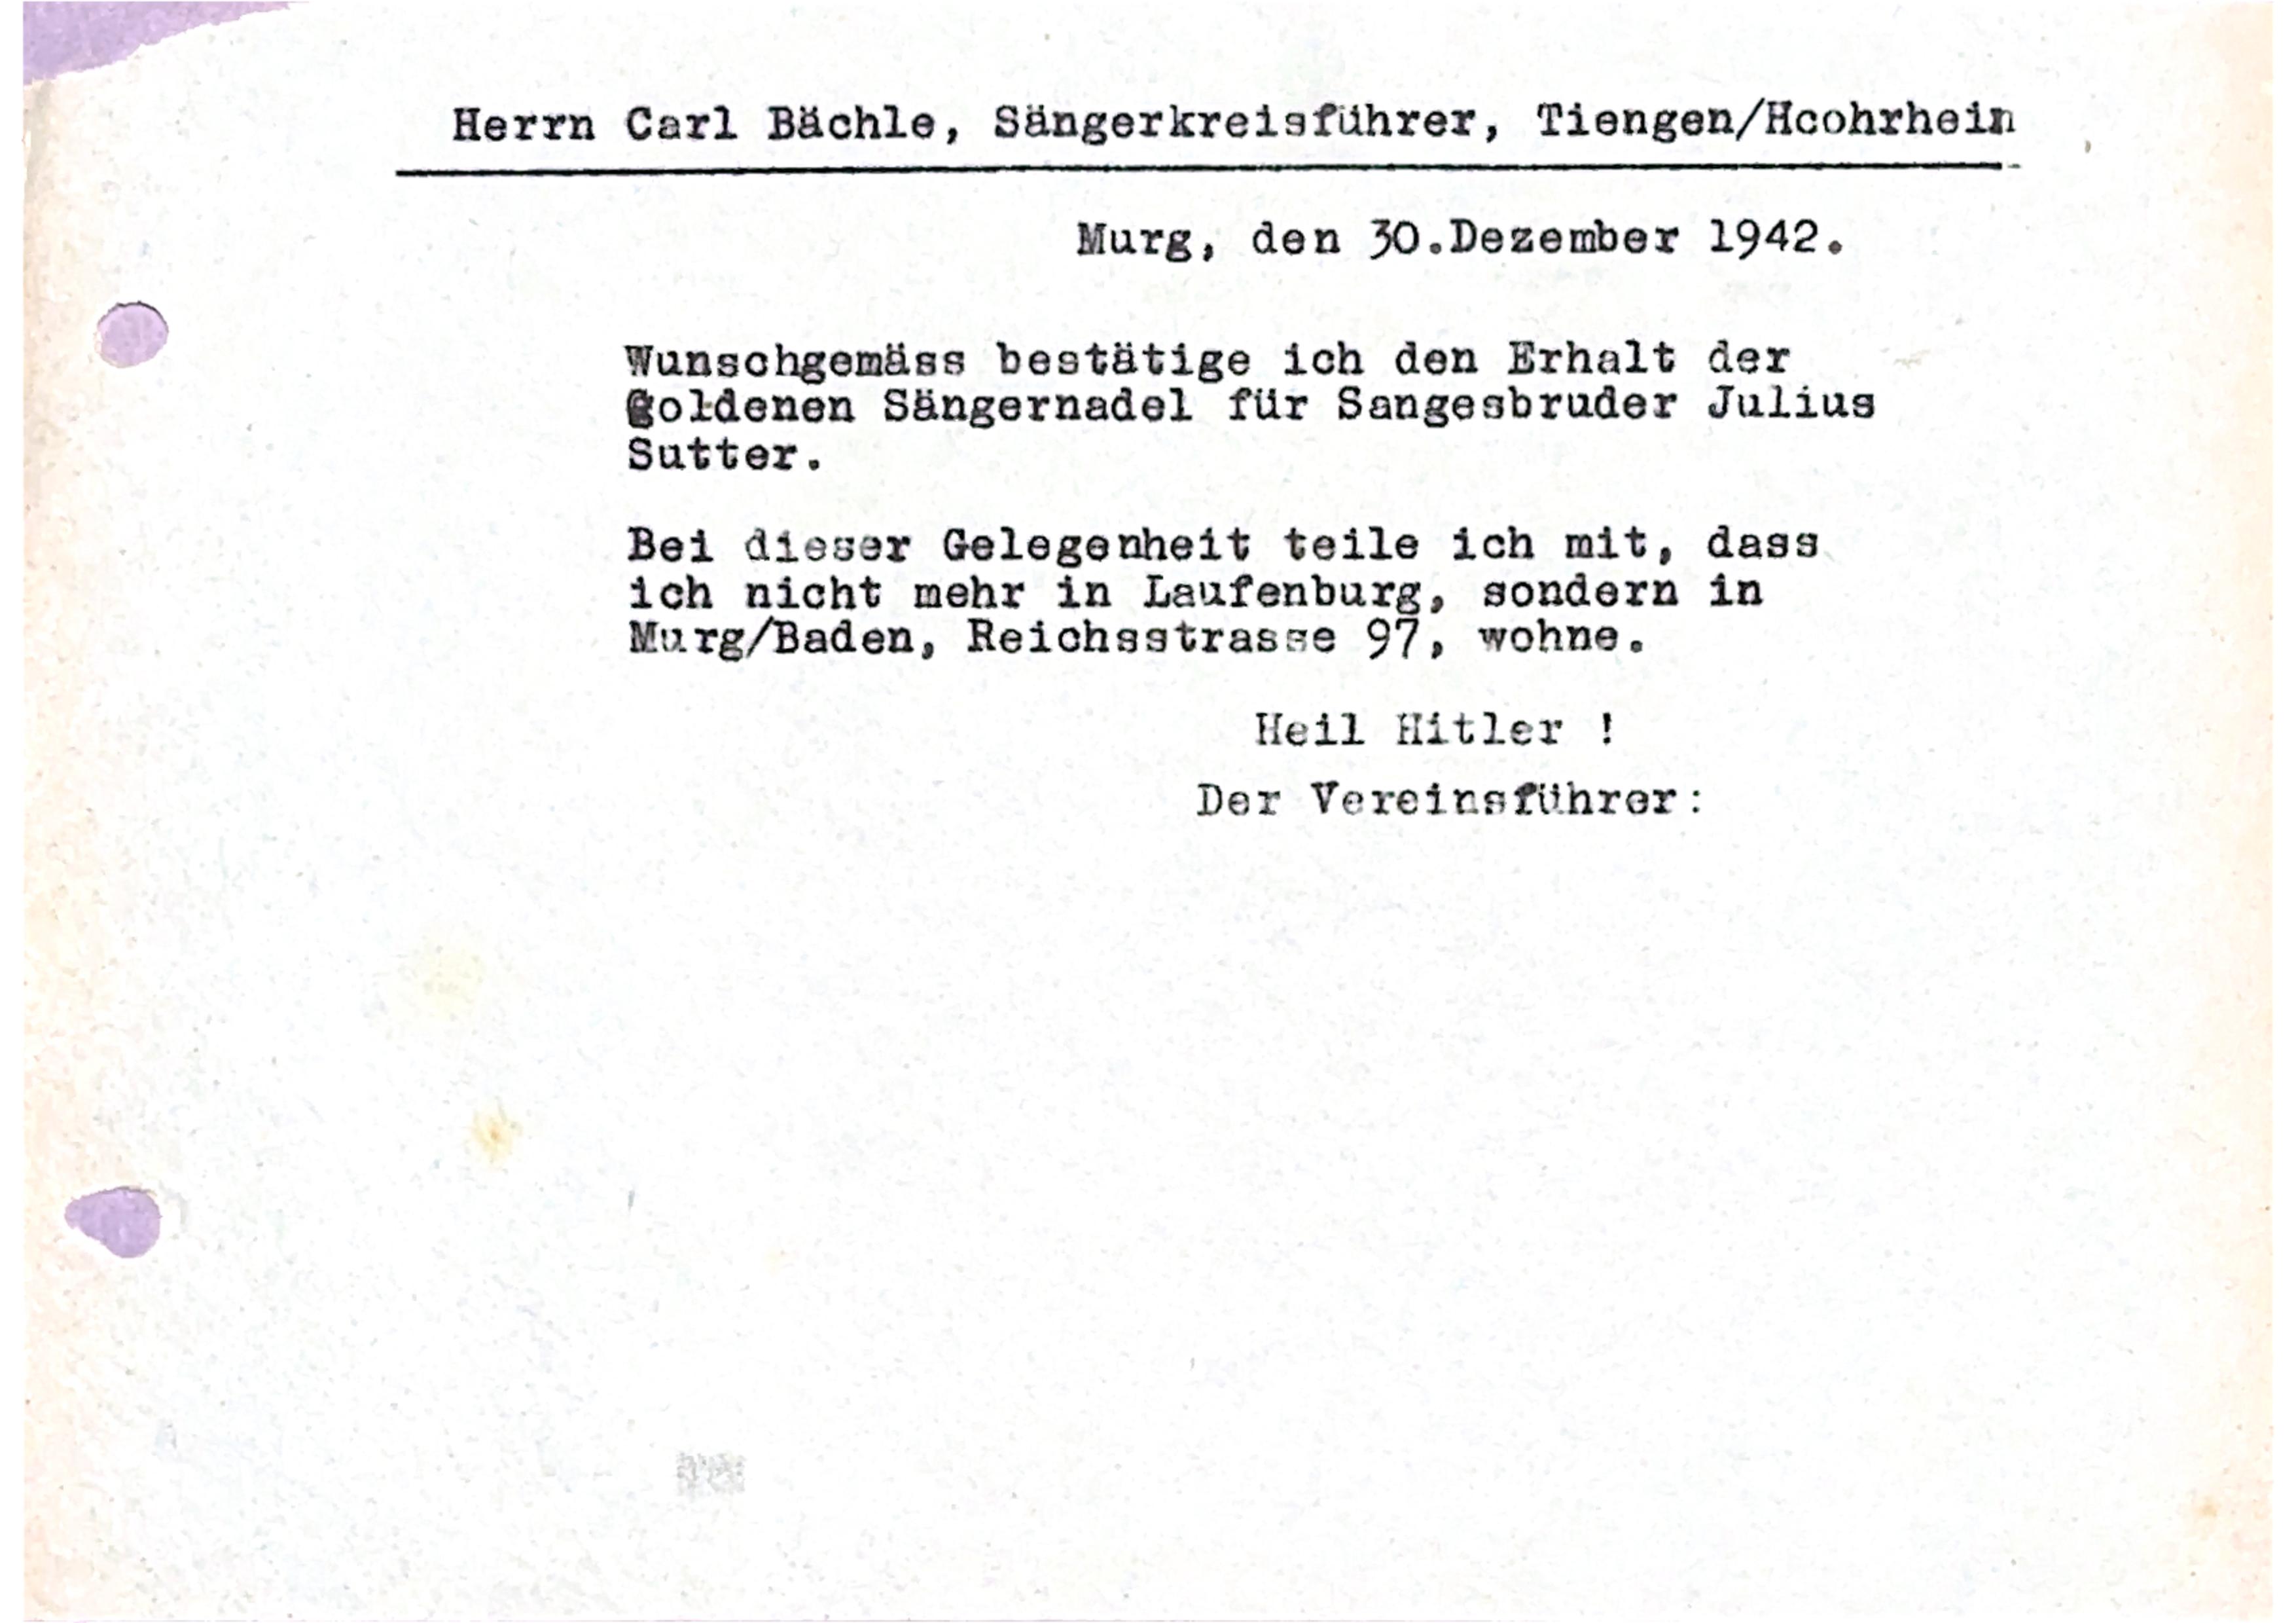 Herrn Carl Bächle, Sängerkreisführer, Tiengen/Hcohrhein
Murg, den 30.Dezember 1942.
Wunschgemäss bestätige ich den Erhalt der
Goldenen Sängernadel für Sangesbruder Julius
Sutter.
Bei dieser Gelegenheit teile ich mit, dass
ich nicht mehr in Laufenburg, sondern in
Murg/Baden, Reichsstrasse 97, wohne.
Heil Hitler !
Der Vereinsführer: